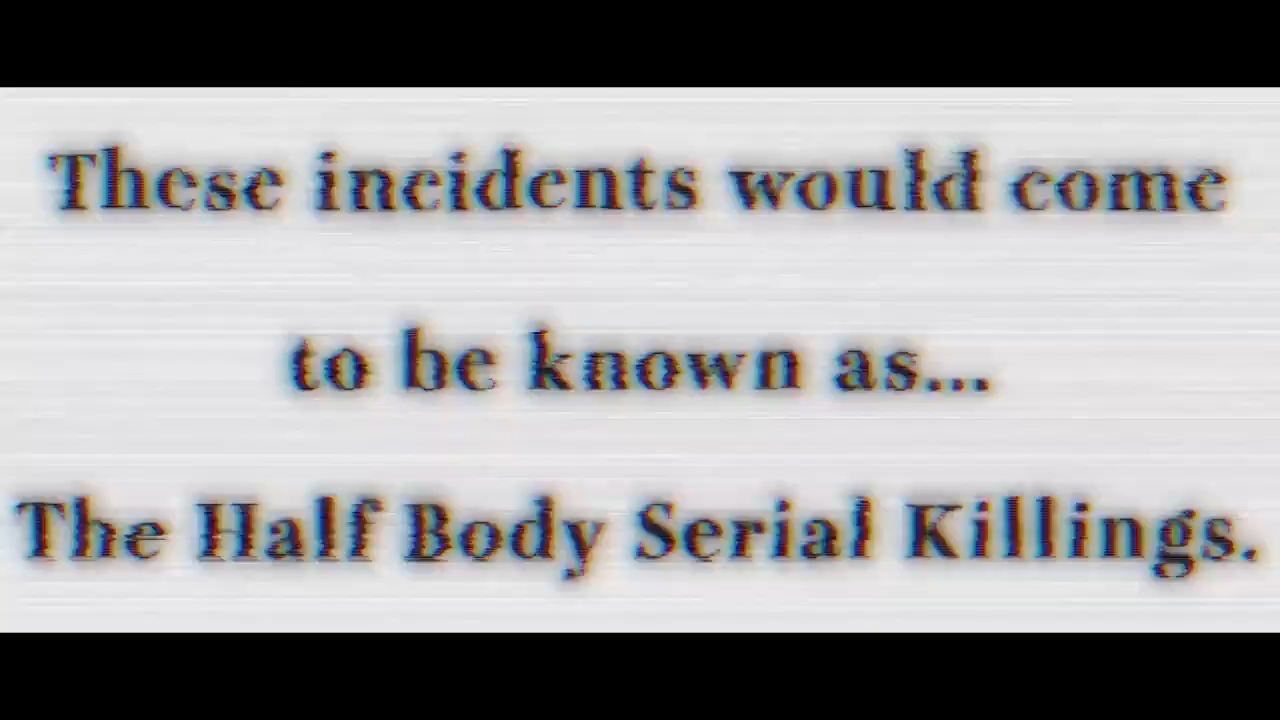 These incidents would come
to be known as...
The Half Body Serial Killings.